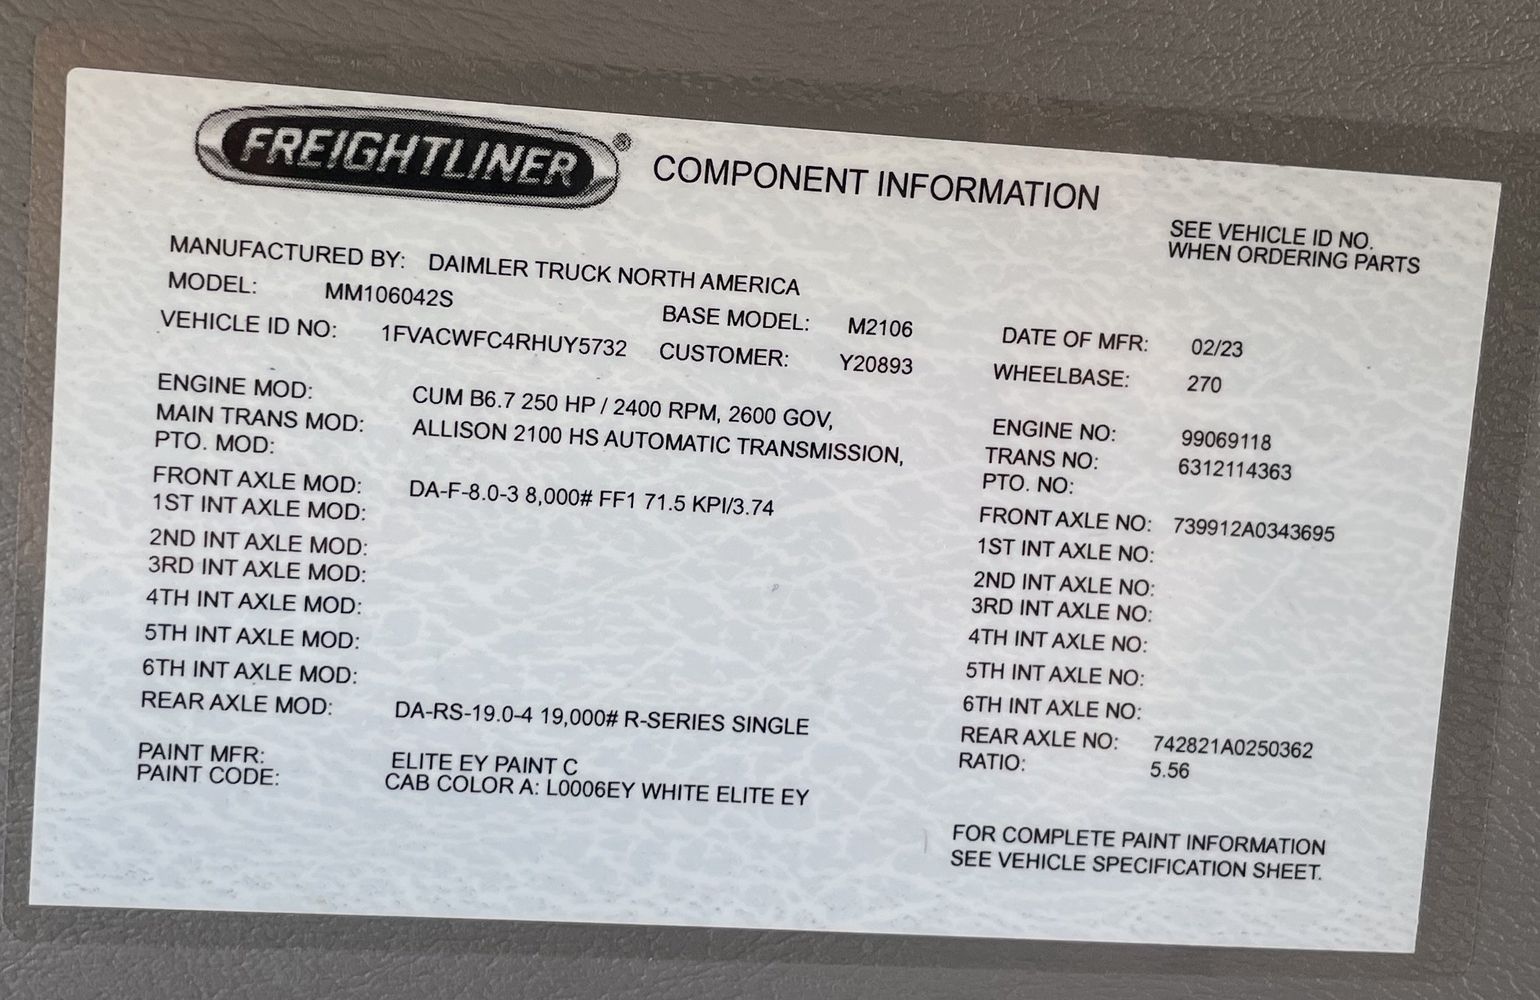 FREIGHTLINER® COMPONENT INFORMATION
SEE VEHICLE ID NO.
WHEN ORDERING PARTS
MANUFACTURED BY: DAIMLER TRUCK NORTH AMERICA
MODEL: MM106042S BASE MODEL: M2106 DATE OF MFR: 02/23
VEHICLE ID NO: 1FVACWFC4RHUY5732 CUSTOMER: Y20893 WHEELBASE: 270
ENGINE MOD: CUM B6.7 250 HP / 2400 RPM, 2600 GOV, ENGINE NO: 99069118
MAIN TRANS MOD: ALLISON 2100 HS AUTOMATIC TRANSMISSION, TRANS NO: 6312114363
PTO. MOD: PTO. NO:
FRONT AXLE MOD: DA-F-8.0-3 8,000# FF1 71.5 KPI/3.74 FRONT AXLE NO: 739912A0343695
1ST INT AXLE MOD: 1ST INT AXLE NO:
2ND INT AXLE MOD: 2ND INT AXLE NO:
3RD INT AXLE MOD: 3RD INT AXLE NO:
4TH INT AXLE MOD: 4TH INT AXLE NO:
5TH INT AXLE MOD: 5TH INT AXLE NO:
6TH INT AXLE MOD: 6TH INT AXLE NO:
REAR AXLE MOD: DA-RS-19.0-4 19,000# R-SERIES SINGLE REAR AXLE NO: 742821A0250362
RATIO: 5.56
PAINT MFR: ELITE EY PAINT C
PAINT CODE: CAB COLOR A: L0006EY WHITE ELITE EY
FOR COMPLETE PAINT INFORMATION
SEE VEHICLE SPECIFICATION SHEET.